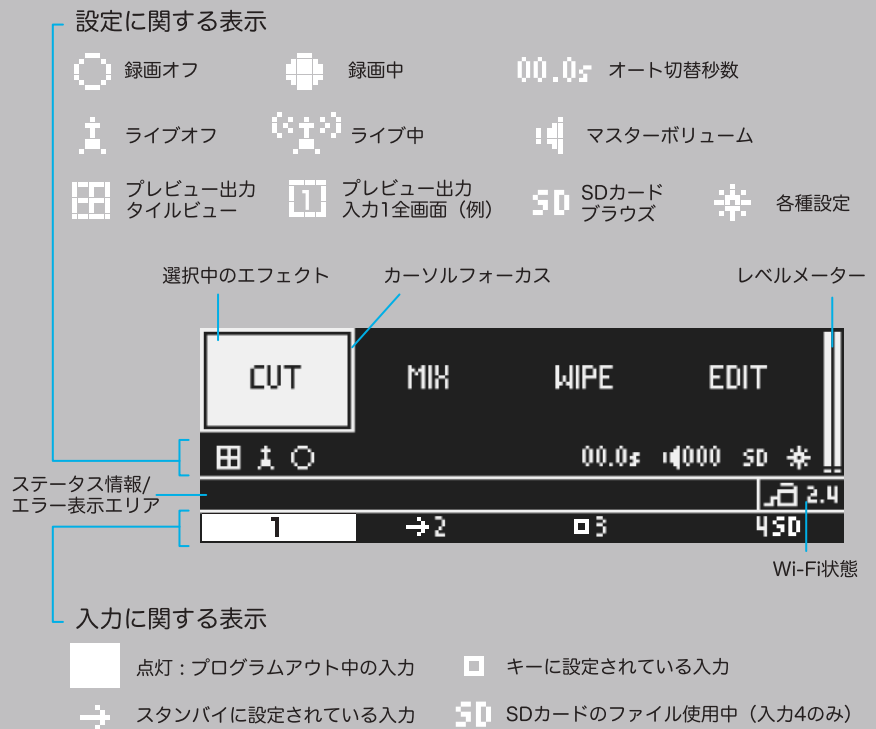 設定に関する表示
録画オフ
録画中
00.0s オート切替秒数
ライブオフ
ライブ中
マスターボリューム
プレビュー出力
タイルビュー
1
プレビュー出力
入力1全画面（例）
SD
SDカード
ブラウズ
各種設定
選択中のエフェクト
カーソルフォーカス
レベルメーター
CUT MIX WIPE EDIT
00.0s 000 SD
ステータス情報/
エラー表示エリア
2.4
1 →2 3 4SD
Wi-Fi状態
入力に関する表示
点灯：プログラムアウト中の入力
キーに設定されている入力
→ スタンバイに設定されている入力
SD SDカードのファイル使用中（入力4のみ）